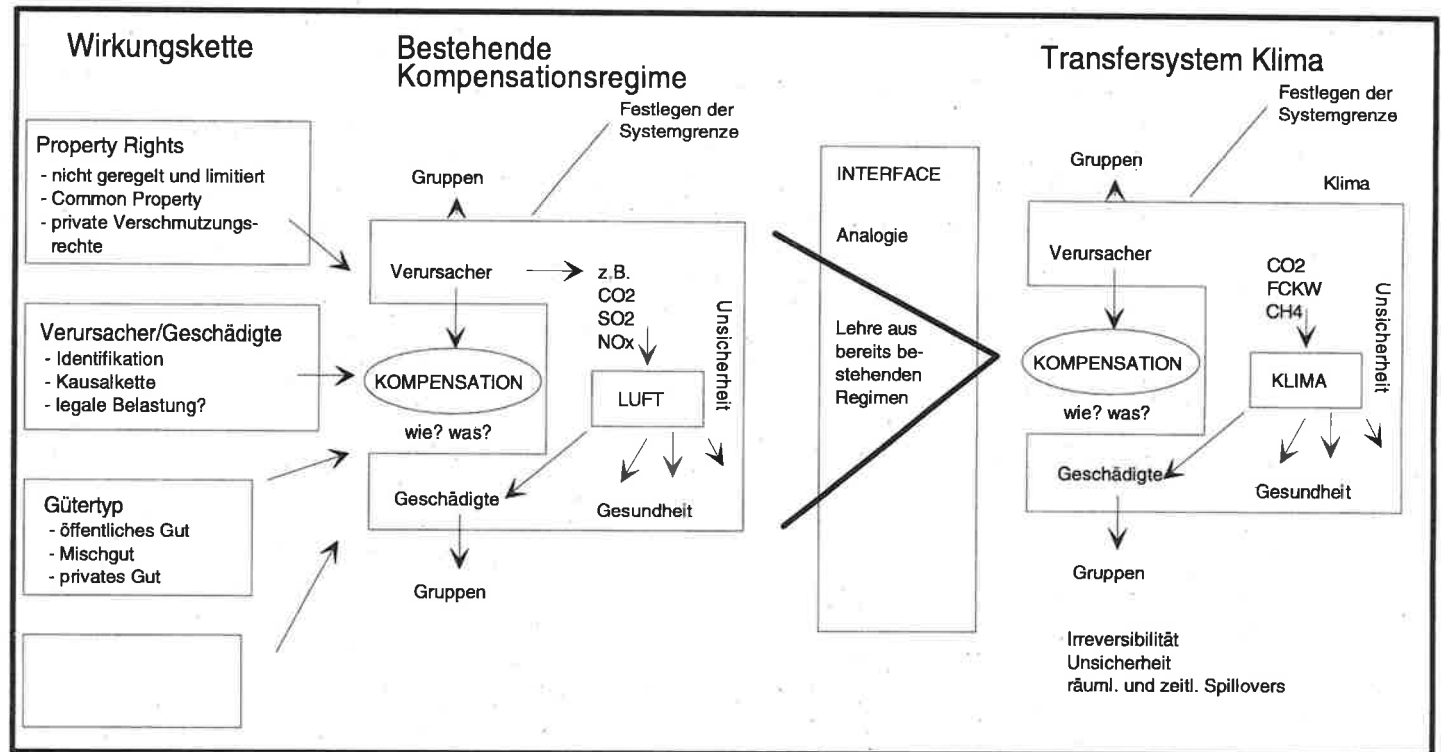 Wirkungskette
Property Rights
- nicht geregelt und limitiert
- Common Property
- private Verschmutzungs-
rechte
Verursacher/Geschädigte
- Identifikation
- Kausalkette
- legale Belastung?
Gütertyp
- öffentliches Gut
- Mischgut
- privates Gut
Bestehende
Kompensationsregime
Festlegen der
Systemgrenze
Gruppen
Verursacher
z.B.
CO2
SO2
NOx
Unsicherheit
KOMPENSATION
LUFT
wie? was?
Geschädigte
Gesundheit
Gruppen
INTERFACE
Analogie
Lehre aus
bereits be-
stehenden
Regimen
Transfersystem Klima
Festlegen der
Systemgrenze
Gruppen
Klima
Verursacher
CO2
FCKW
CH4
Unsicherheit
KOMPENSATION
KLIMA
wie? was?
Geschädigte
Gesundheit
Gruppen
Irreversibilität
Unsicherheit
räuml. und zeitl. Spillovers